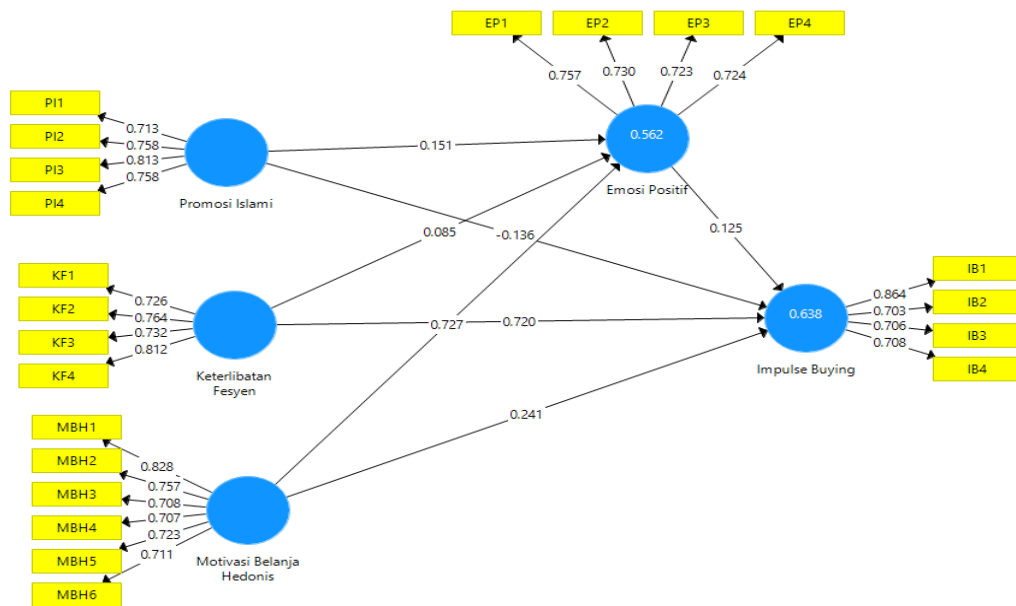 EP1
EP2
EP3
EP4
0.757
0.730
0.723
0.724
0.562
Emosi Positif
PI1
PI2
PI3
PI4
0.713
0.758
0.813
0.758
Promosi Islami
0.151
0.085
-0.136
0.125
KF1
KF2
KF3
KF4
0.726
0.764
0.732
0.812
Keterlibatan
Fesyen
0.727
0.720
0.638
Impulse Buying
0.864
0.703
0.706
0.708
IB1
IB2
IB3
IB4
0.241
MBH1
MBH2
MBH3
MBH4
MBH5
MBH6
0.828
0.757
0.708
0.707
0.723
0.711
Motivasi Belanja
Hedonis